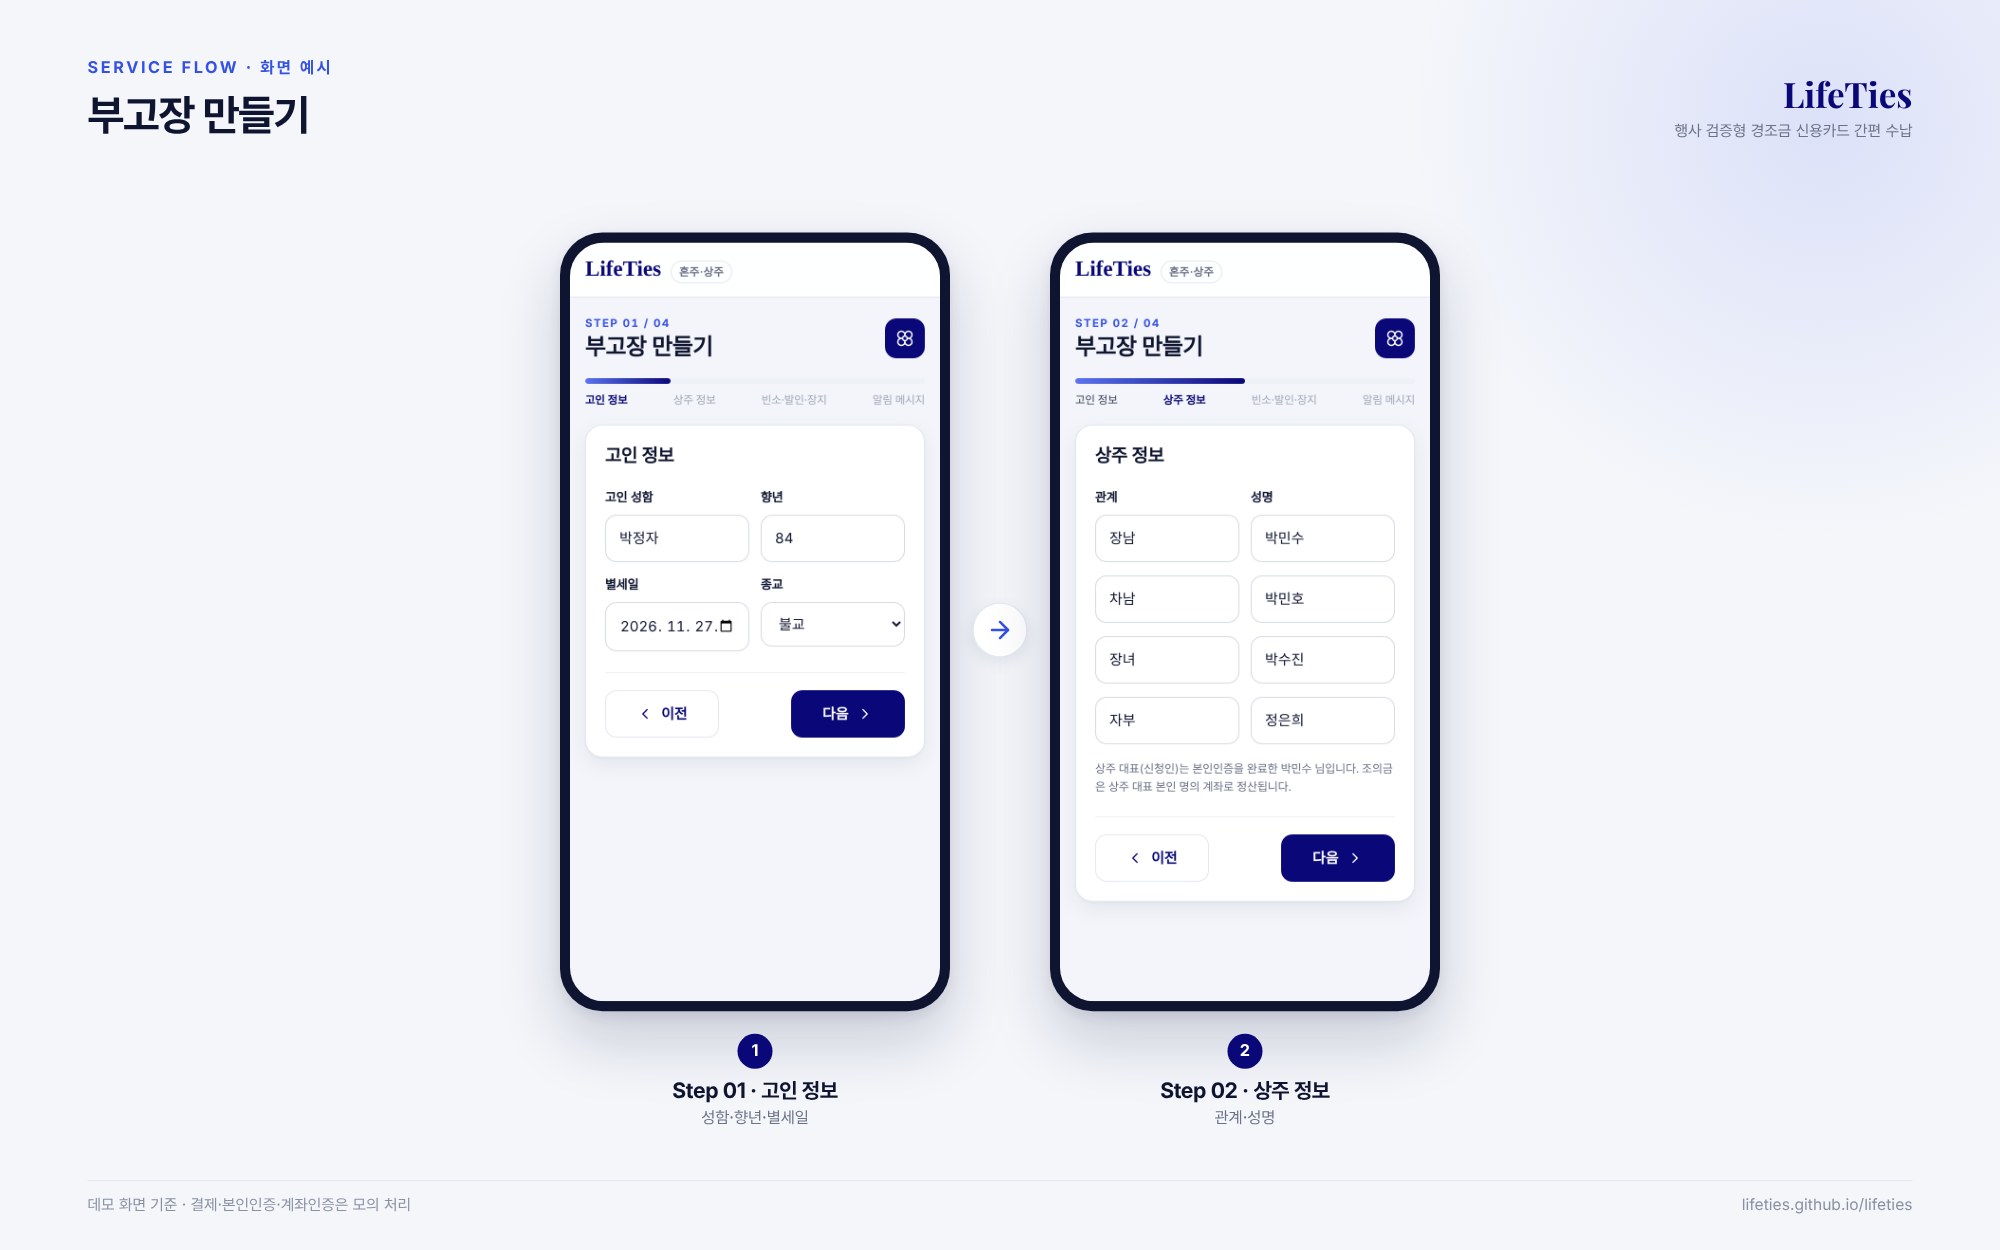 SERVICE FLOW · 화면 예시
부고장 만들기
LifeTies
행사 검증형 경조금 신용카드 간편 수납
LifeTies 혼주·상주
STEP 01 / 04
부고장 만들기
고인 정보 상주 정보 빈소·발인·장지 알림 메시지
고인 정보
고인 성함 향년
박정자 84
별세일 종교
2026. 11. 27. 불교
이전 다음
LifeTies 혼주·상주
STEP 02 / 04
부고장 만들기
고인 정보 상주 정보 빈소·발인·장지 알림 메시지
상주 정보
관계 성명
장남 박민수
차남 박민호
장녀 박수진
자부 정은희
상주 대표(신청인)는 본인인증을 완료한 박민수 님입니다. 조의금
은 상주 대표 본인 명의 계좌로 정산됩니다.
이전 다음
1
Step 01 · 고인 정보
성함·향년·별세일
2
Step 02 · 상주 정보
관계·성명
데모 화면 기준 · 결제·본인인증·계좌인증은 모의 처리
lifeties.github.io/lifeties